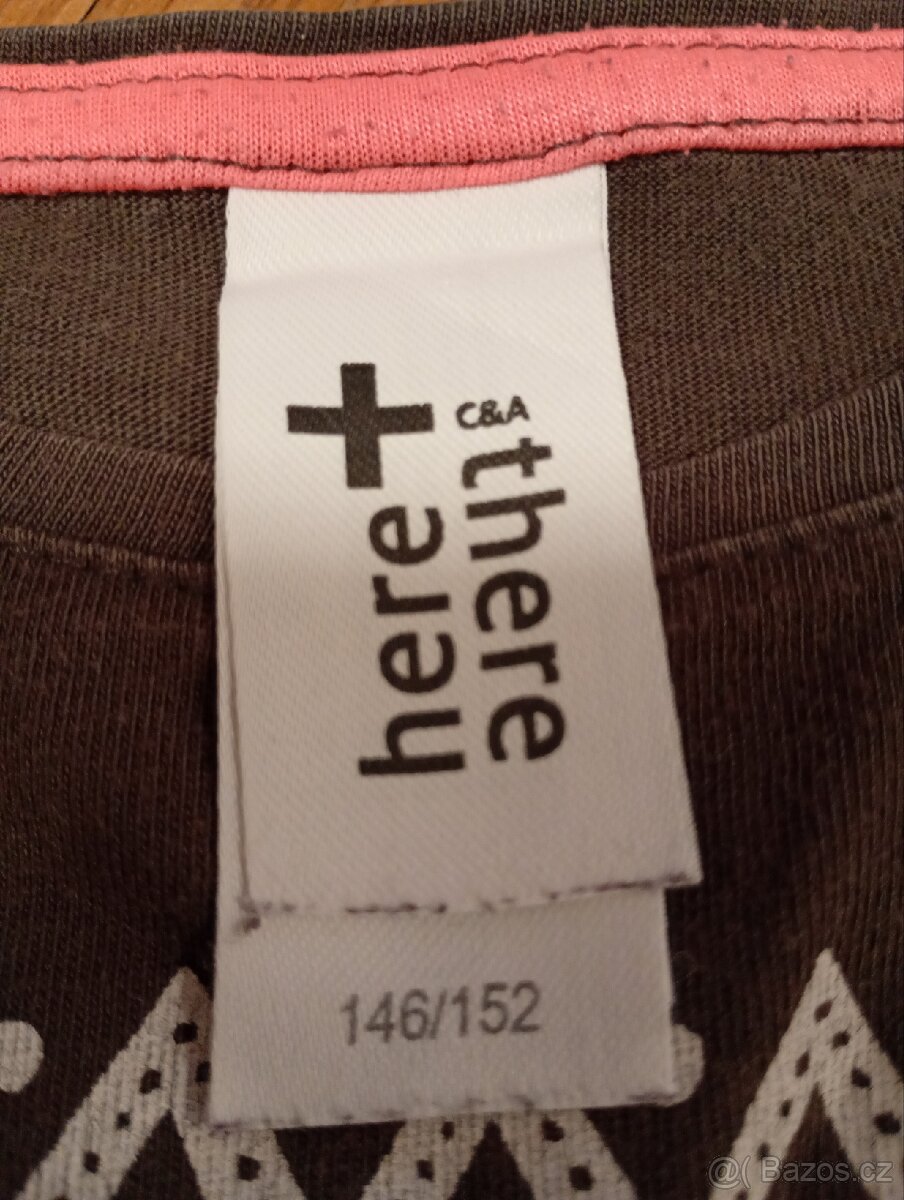 here+
C&A
there
146/152
@( Bazos.cz